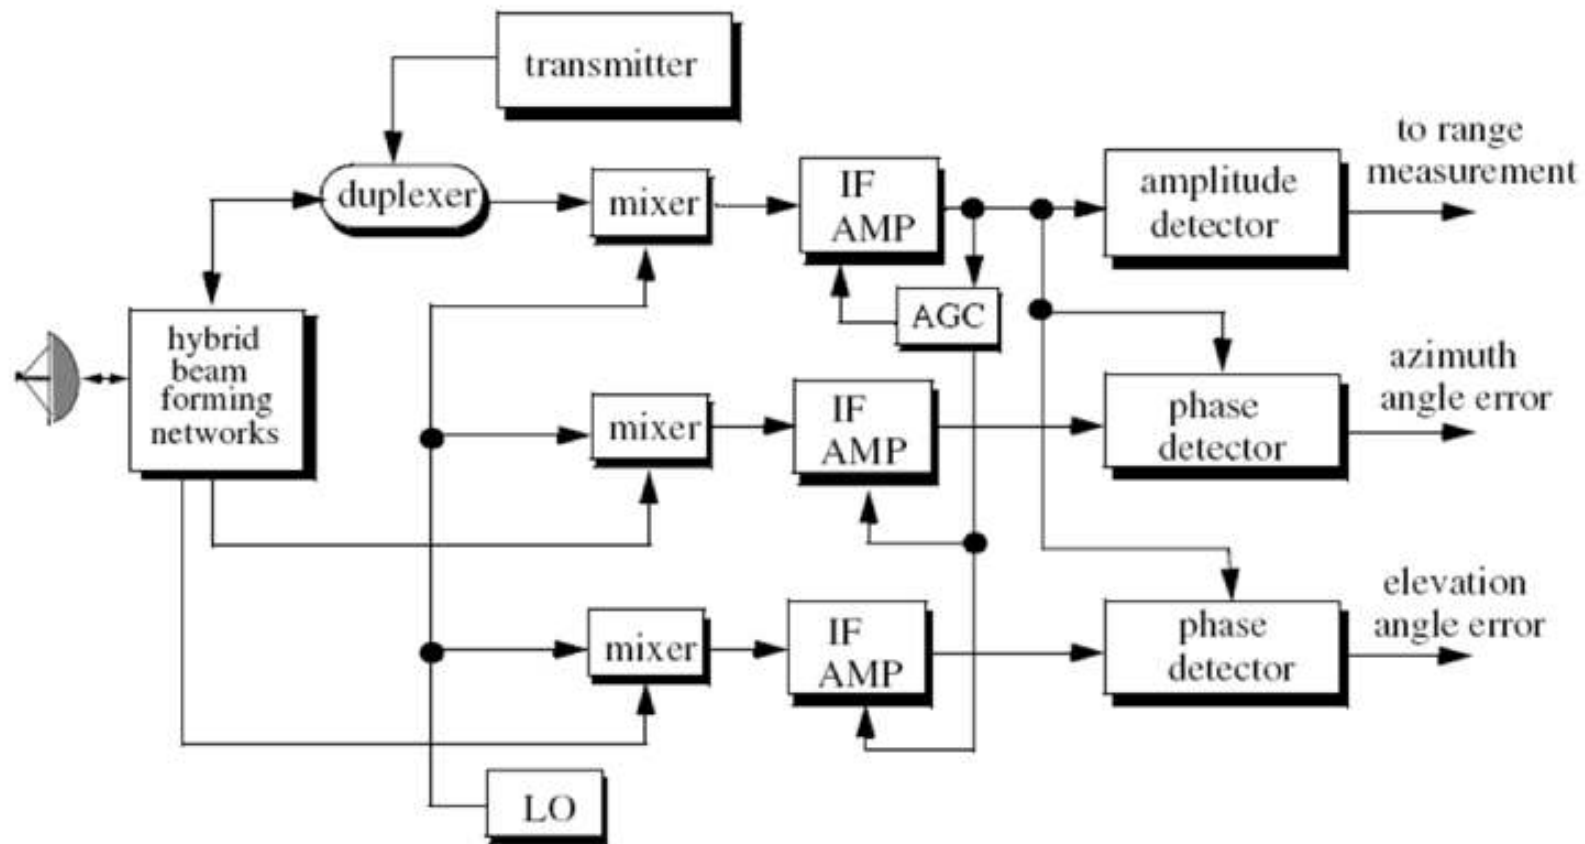 transmitter
to range
measurement
duplexer
mixer
IF
AMP
amplitude
detector
AGC
hybrid
beam
forming
networks
mixer
IF
AMP
phase
detector
azimuth
angle error
mixer
IF
AMP
phase
detector
elevation
angle error
LO